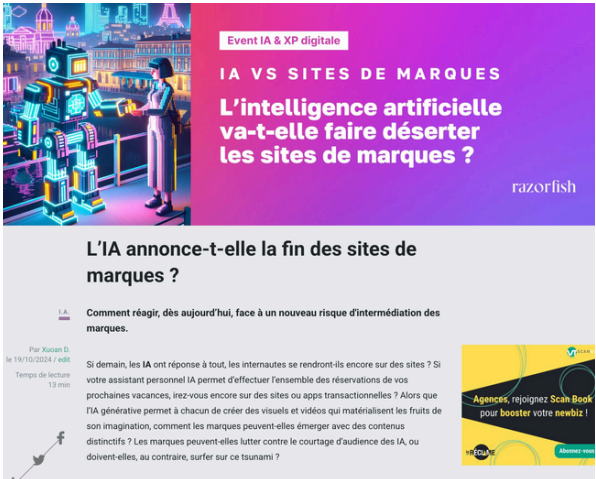 Event IA & XP digitale
IA VS SITES DE MARQUES
L'intelligence artificielle
va-t-elle faire déserter
les sites de marques ?
razorfish
L'IA annonce-t-elle la fin des sites de
marques ?
I.A.
Comment réagir, dès aujourd'hui, face à un nouveau risque d'intermédiation des
marques.
Par Xuoan D.
le 19/10/2024 / edit
Temps de lecture
13 min
Si demain, les IA ont réponse à tout, les internautes se rendront-ils encore sur des sites ? Si
votre assistant personnel IA permet d'effectuer l'ensemble des réservations de vos
prochaines vacances, irez-vous encore sur des sites ou apps transactionnelles ? Alors que
l'IA générative permet à chacun de créer des visuels et vidéos qui matérialisent les fruits de
son imagination, comment les marques peuvent-elles émerger avec des contenus
distinctifs ? Les marques peuvent-elles lutter contre le courtage d'audience des IA, ou
doivent-elles, au contraire, surfer sur ce tsunami ?
SCAN
Agences, rejoignez Scan Book
pour booster votre newbiz !
Abonnez-vous